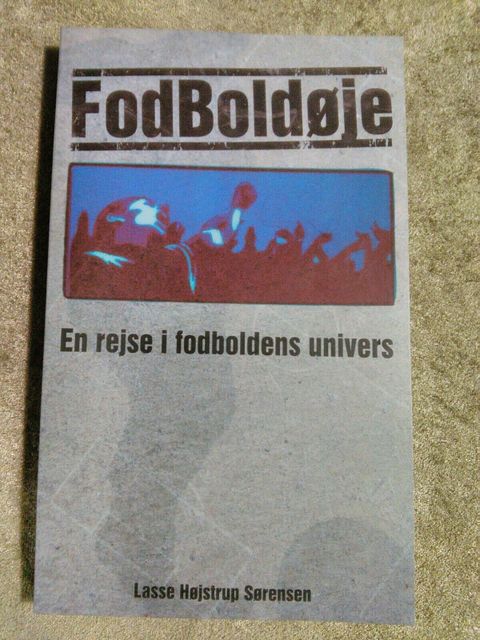 FodBoldøje
En rejse i fodboldens univers
Lasse Højstrup Sørensen